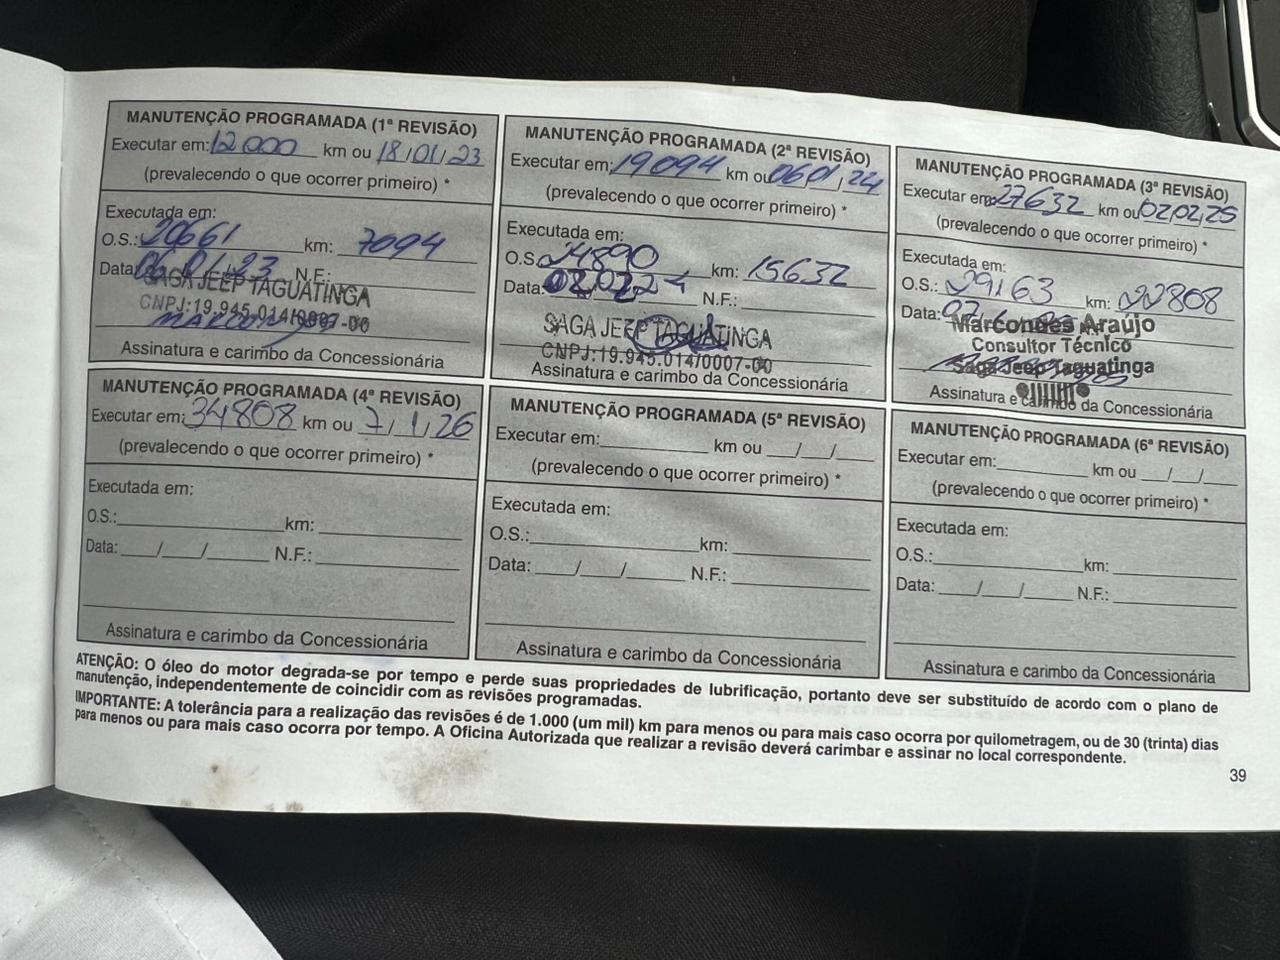 MANUTENÇÃO PROGRAMADA (1ª REVISÃO)
Executar em: 12000 km ou 18/01/23
(prevalecendo o que ocorrer primeiro) *
Executada em:
O.S.: 20661 km: 7094
Data: 06/01/23 N.F.:
SAGA JEEP TAGUATINGA
CNPJ:19.945.014/0007-00
Assinatura e carimbo da Concessionária
MANUTENÇÃO PROGRAMADA (2ª REVISÃO)
Executar em: 19094 km ou 06/01/24
(prevalecendo o que ocorrer primeiro) *
Executada em:
O.S.: 24890 km: 15632
Data: 02/02/24 N.F.:
SAGA JEEP TAGUATINGA
CNPJ:19.945.014/0007-00
Assinatura e carimbo da Concessionária
MANUTENÇÃO PROGRAMADA (3ª REVISÃO)
Executar em: 27632 km ou 02/02/25
(prevalecendo o que ocorrer primeiro) *
Executada em:
O.S.: 29163 km: 22808
Data: 07/
Marcondes Araújo
Consultor Técnico
Saga Jeep Taguatinga
Assinatura e carimbo da Concessionária
MANUTENÇÃO PROGRAMADA (4ª REVISÃO)
Executar em: 34808 km ou 7/1/26
(prevalecendo o que ocorrer primeiro) *
Executada em:
O.S.: km:
Data: / / N.F.:
Assinatura e carimbo da Concessionária
MANUTENÇÃO PROGRAMADA (5ª REVISÃO)
Executar em: km ou / /
(prevalecendo o que ocorrer primeiro) *
Executada em:
O.S.: km:
Data: / / N.F.:
Assinatura e carimbo da Concessionária
MANUTENÇÃO PROGRAMADA (6ª REVISÃO)
Executar em: km ou / /
(prevalecendo o que ocorrer primeiro) *
Executada em:
O.S.: km:
Data: / / N.F.:
Assinatura e carimbo da Concessionária
ATENÇÃO: O óleo do motor degrada-se por tempo e perde suas propriedades de lubrificação, portanto deve ser substituído de acordo com o plano de
manutenção, independentemente de coincidir com as revisões programadas.
IMPORTANTE: A tolerância para a realização das revisões é de 1.000 (um mil) km para menos ou para mais caso ocorra por quilometragem, ou de 30 (trinta) dias
para menos ou para mais caso ocorra por tempo. A Oficina Autorizada que realizar a revisão deverá carimbar e assinar no local correspondente.
39